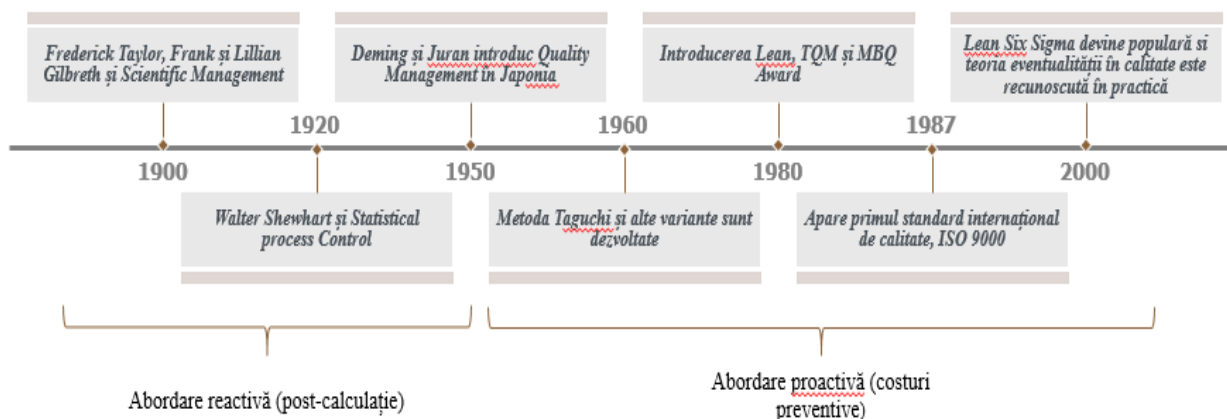 Frederick Taylor, Frank și Lillian
Gilbreth și Scientific Management
Deming și Juran introduc Quality
Management în Japonia
Introducerea Lean, TQM și MBQ
Award
Lean Six Sigma devine populară si
teoria eventualității în calitate este
recunoscută în practică
1920
1960
1987
1900
1950
1980
2000
Walter Shewhart și Statistical
process Control
Metoda Taguchi și alte variante sunt
dezvoltate
Apare primul standard internațional
de calitate, ISO 9000
Abordare reactivă (post-calculație)
Abordare proactivă (costuri
preventive)